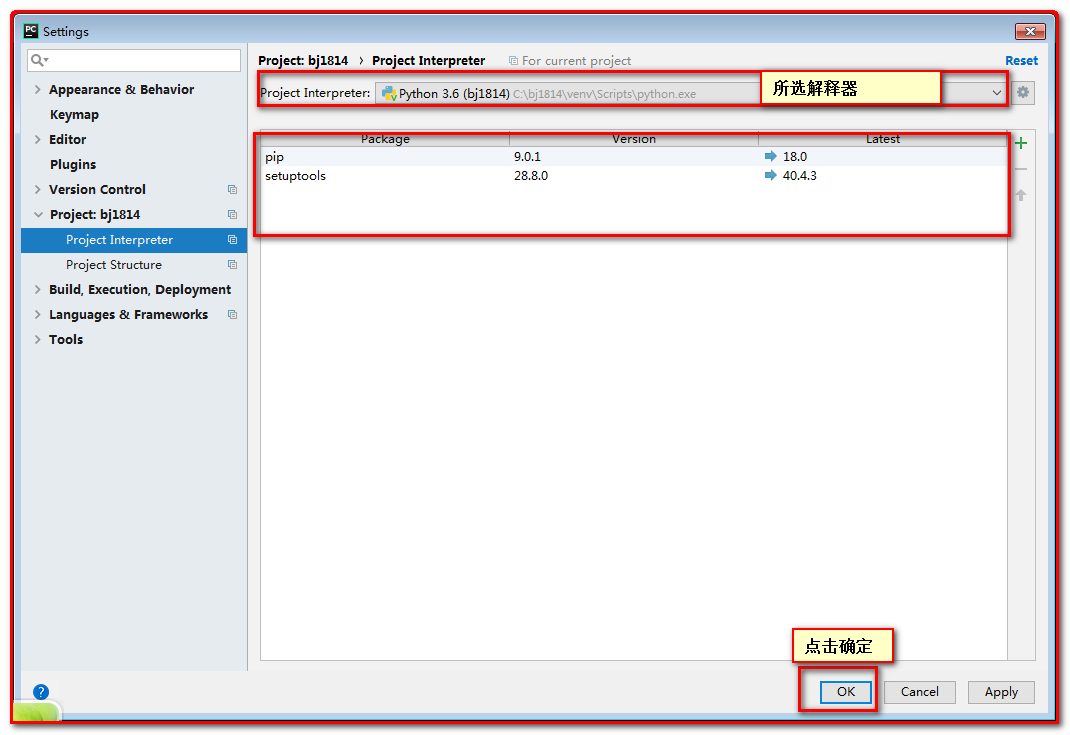 PC Settings
Project: bj1814 › Project Interpreter For current project Reset
Appearance & Behavior
Keymap
Editor
Plugins
Version Control
Project: bj1814
Project Interpreter
Project Structure
Build, Execution, Deployment
Languages & Frameworks
Tools
Project Interpreter: Python 3.6 (bj1814) C:\bj1814\venv\Scripts\python.exe 所选解释器
Package Version Latest
pip 9.0.1 18.0
setuptools 28.8.0 40.4.3
点击确定
? OK Cancel Apply